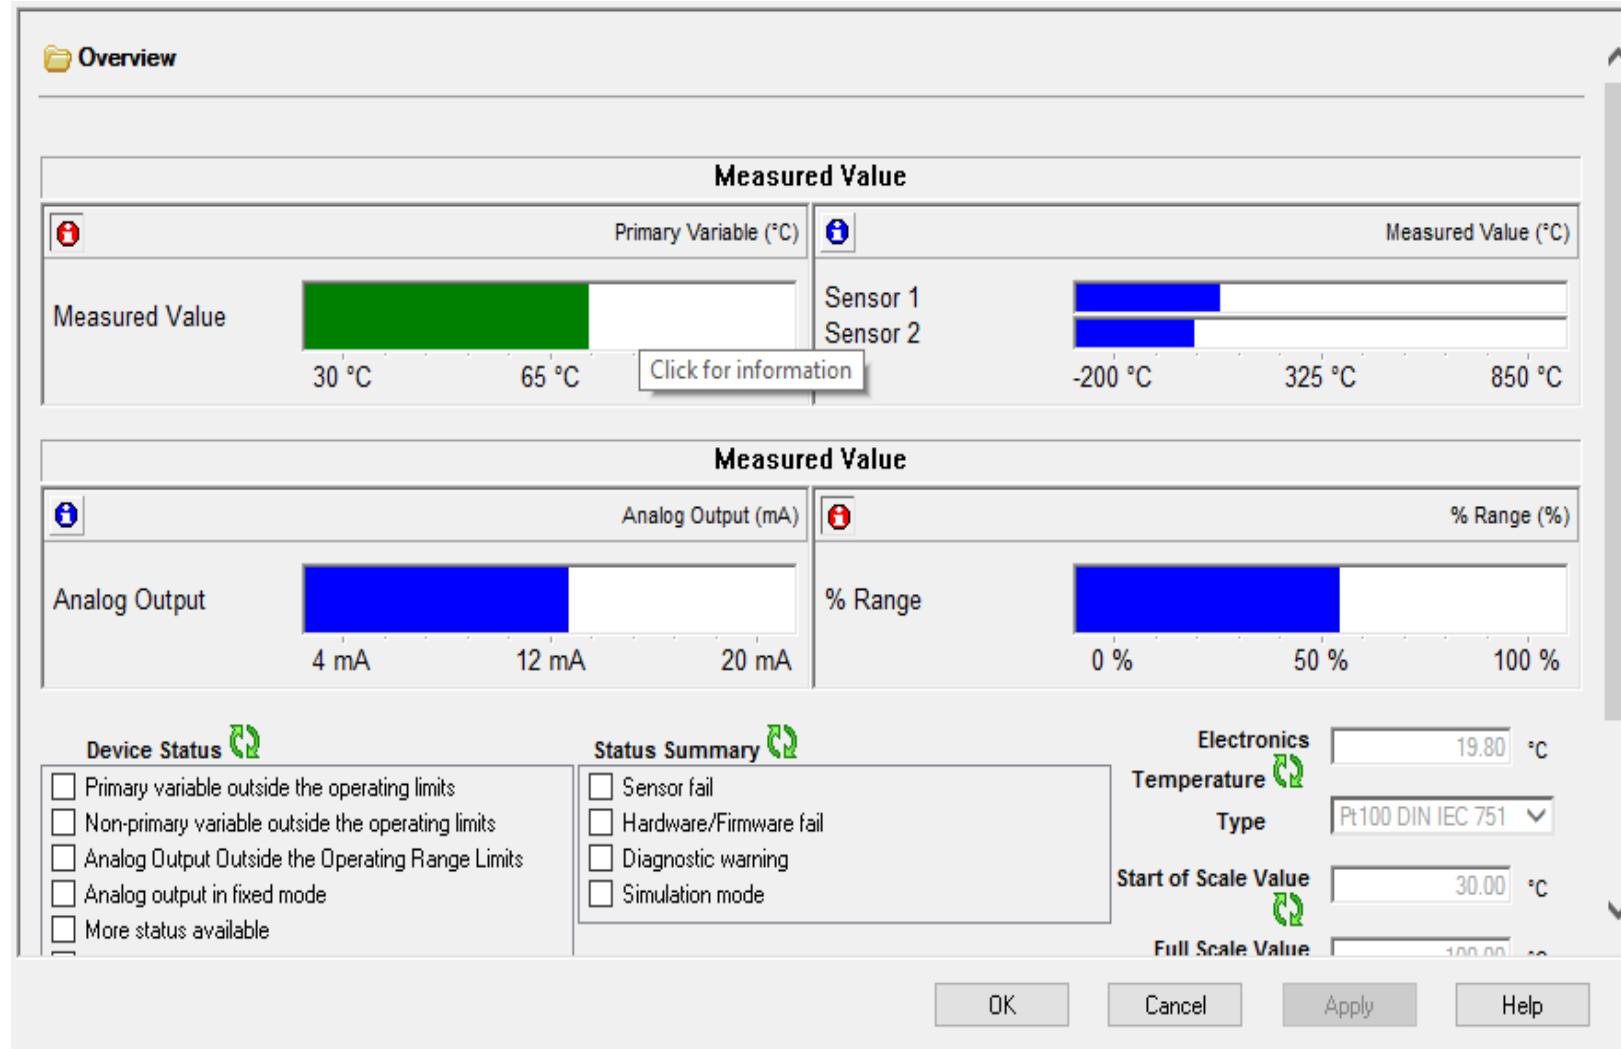 Overview
Measured Value
Primary Variable (°C)
Measured Value (°C)
Measured Value
Sensor 1
Sensor 2
30 °C 65 °C
Click for information
-200 °C 325 °C 850 °C
Measured Value
Analog Output (mA)
% Range (%)
Analog Output
% Range
4 mA 12 mA 20 mA
0 % 50 % 100 %
Device Status
Primary variable outside the operating limits
Non-primary variable outside the operating limits
Analog Output Outside the Operating Range Limits
Analog output in fixed mode
More status available
Status Summary
Sensor fail
Hardware/Firmware fail
Diagnostic warning
Simulation mode
Electronics
Temperature
19.80 °C
Type
Pt100 DIN IEC 751
Start of Scale Value
30.00 °C
Full Scale Value
100.00 °C
OK Cancel Apply Help